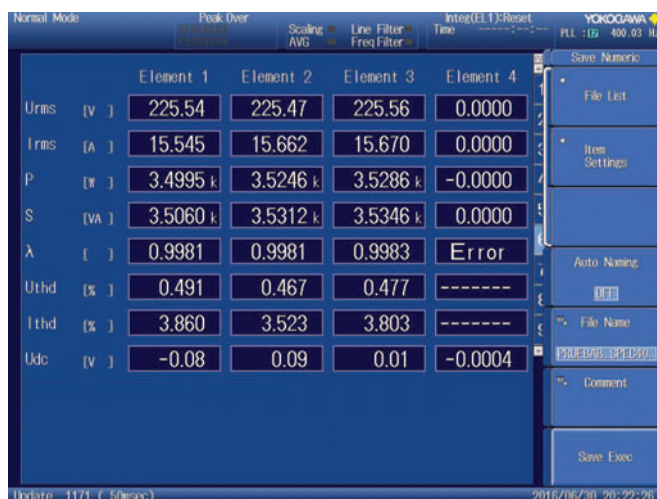 Normal Mode Peak Over Scaling AVG Line Filter Freq Filter Integ(EL1):Reset Time -----:--:-- YOKOGAWA
PLL : 400.03 Hz
Element 1 Element 2 Element 3 Element 4
Urms [V ] 225.54 225.47 225.56 0.0000
Irms [A ] 15.545 15.662 15.670 0.0000
P [W ] 3.4995 k 3.5246 k 3.5286 k -0.0000
S [VA ] 3.5060 k 3.5312 k 3.5346 k 0.0000
λ [ ] 0.9981 0.9981 0.9983 Error
Uthd [% ] 0.491 0.467 0.477 -------
Ithd [% ] 3.860 3.523 3.803 -------
Udc [V ] -0.08 0.09 0.01 -0.0004
Save Numeric
File List
Item
Settings
Auto Naming
OFF
File Name
Comment
Save Exec
Update 1171 ( 50msec) 2016/06/30 20:22:26